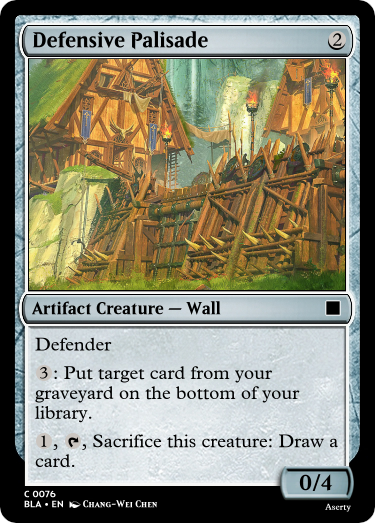 Defensive Palisade 2
Artifact Creature — Wall
Defender
3: Put target card from your
graveyard on the bottom of your
library.
1, , Sacrifice this creature: Draw a
card.
0/4
C 0076
BLA • EN Chang-Wei Chen
Aserty